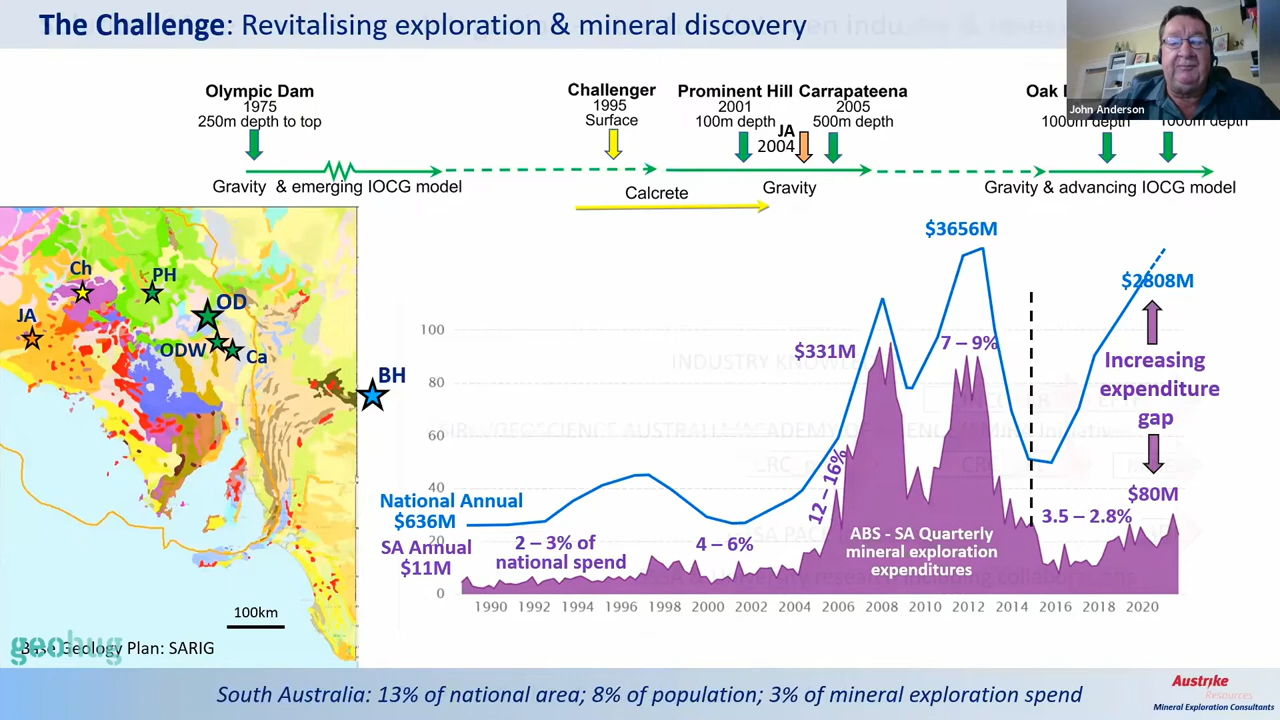 The Challenge: Revitalising exploration & mineral discovery
John Anderson
Olympic Dam
1975
250m depth to top
Challenger
1995
Surface
Prominent Hill
2001
100m depth
JA
2004
Carrapateena
2005
500m depth
Oak
1000m depth
1000m depth
Gravity & emerging IOCG model
Calcrete
Gravity
Gravity & advancing IOCG model
Ch
PH
JA
OD
ODW
Ca
BH
100km
geohug
Base Geology Plan: SARIG
$3656M
$2808M
$331M
7 – 9%
12 – 16%
Increasing
expenditure
gap
$80M
3.5 – 2.8%
National Annual
$636M
SA Annual
$11M
2 – 3% of
national spend
4 – 6%
ABS - SA Quarterly
mineral exploration
expenditures
100
80
60
40
20
0
1990 1992 1994 1996 1998 2000 2002 2004 2006 2008 2010 2012 2014 2016 2018 2020
INDUSTRY
South Australia: 13% of national area; 8% of population; 3% of mineral exploration spend
Austrike
Resources
Mineral Exploration Consultants